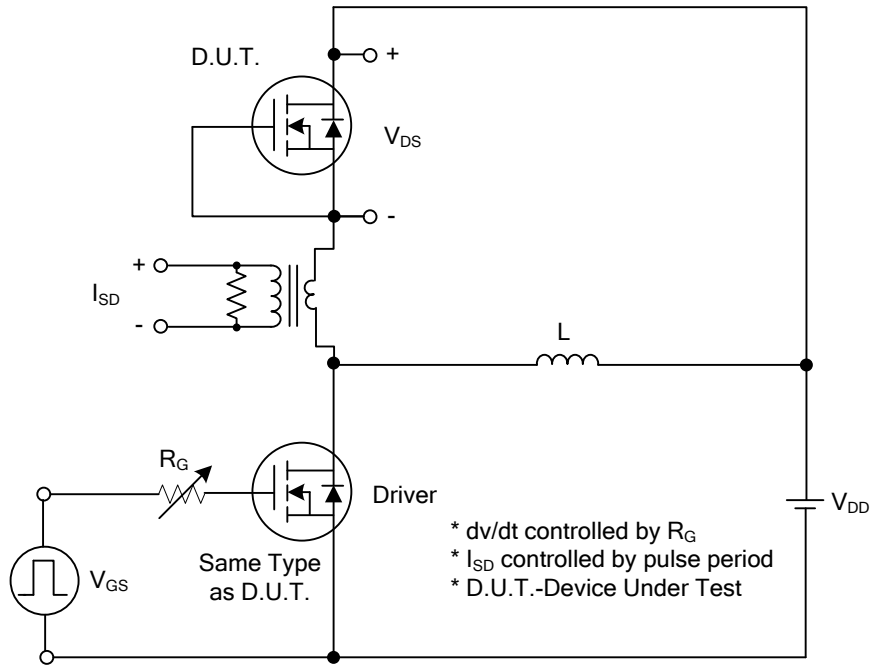 D.U.T.
+
V_DS
-
+
I_SD
-
L
R_G
Driver
V_DD
V_GS
Same Type
as D.U.T.
* dv/dt controlled by R_G
* I_SD controlled by pulse period
* D.U.T.-Device Under Test